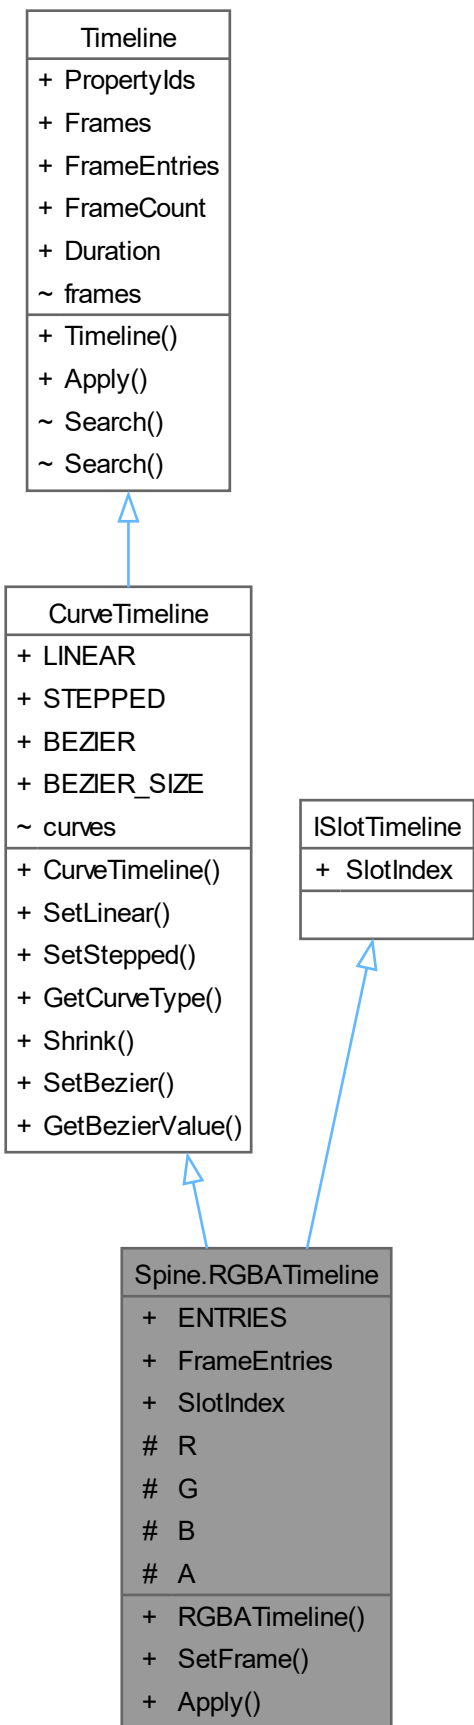 Timeline
+ PropertyIds
+ Frames
+ FrameEntries
+ FrameCount
+ Duration
~ frames
+ Timeline()
+ Apply()
~ Search()
~ Search()
CurveTimeline
+ LINEAR
+ STEPPED
+ BEZIER
+ BEZIER_SIZE
~ curves
+ CurveTimeline()
+ SetLinear()
+ SetStepped()
+ GetCurveType()
+ Shrink()
+ SetBezier()
+ GetBezierValue()
ISlotTimeline
+ SlotIndex
Spine.RGBATimeline
+ ENTRIES
+ FrameEntries
+ SlotIndex
# R
# G
# B
# A
+ RGBATimeline()
+ SetFrame()
+ Apply()